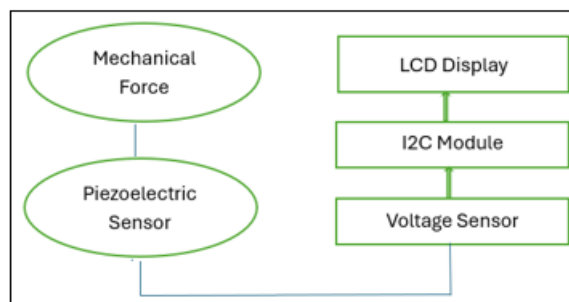 Mechanical
Force
Piezoelectric
Sensor
LCD Display
I2C Module
Voltage Sensor